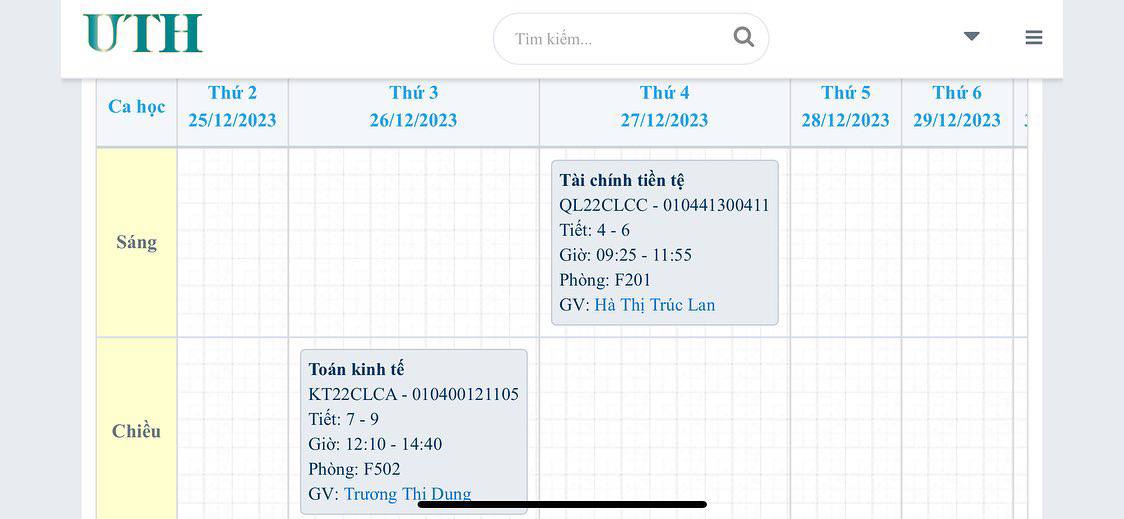 UTH
Tìm kiếm...
Ca học
Thứ 2
25/12/2023
Thứ 3
26/12/2023
Thứ 4
27/12/2023
Thứ 5
28/12/2023
Thứ 6
29/12/2023
Sáng
Tài chính tiền tệ
QL22CLCC - 010441300411
Tiết: 4 - 6
Giờ: 09:25 - 11:55
Phòng: F201
GV: Hà Thị Trúc Lan
Chiều
Toán kinh tế
KT22CLCA - 010400121105
Tiết: 7 - 9
Giờ: 12:10 - 14:40
Phòng: F502
GV: Trương Thị Dung